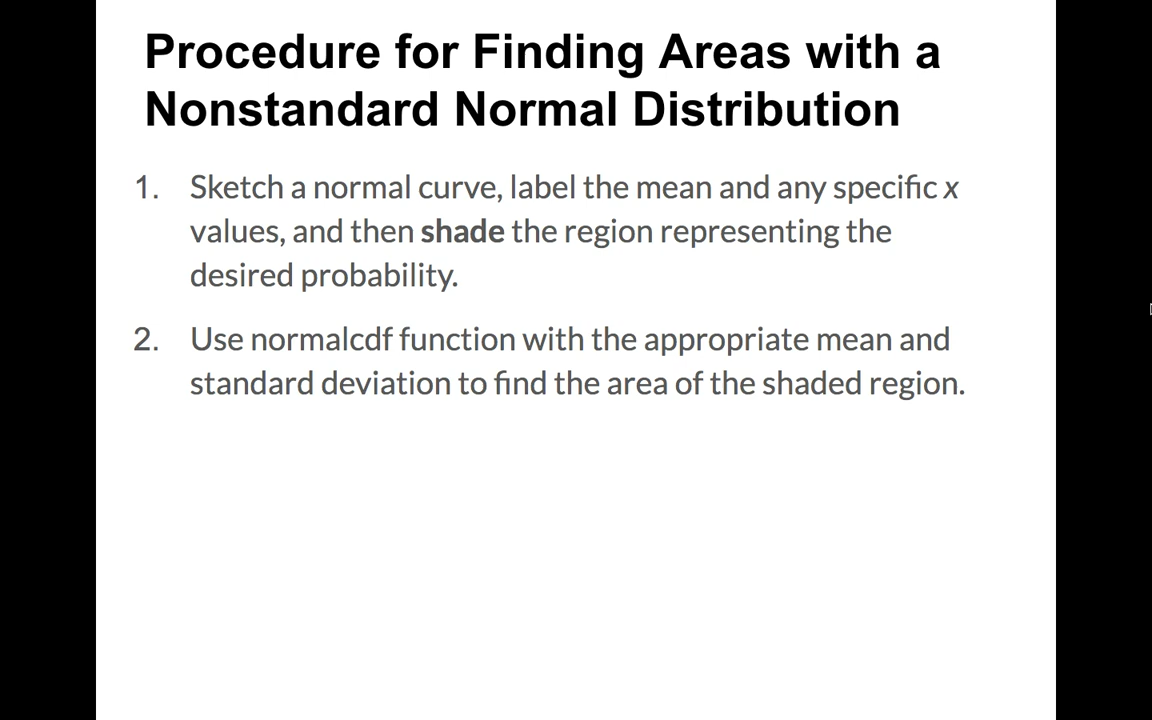 Procedure for Finding Areas with a
Nonstandard Normal Distribution
1. Sketch a normal curve, label the mean and any specific x
values, and then shade the region representing the
desired probability.
2. Use normalcdf function with the appropriate mean and
standard deviation to find the area of the shaded region.